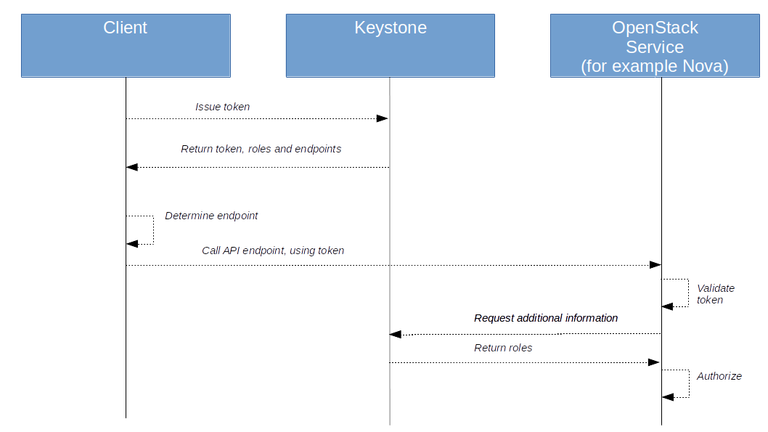 Client
Keystone
OpenStack
Service
(for example Nova)
Issue token
Return token, roles and endpoints
Determine endpoint
Call API endpoint, using token
Validate
token
Request additional information
Return roles
Authorize